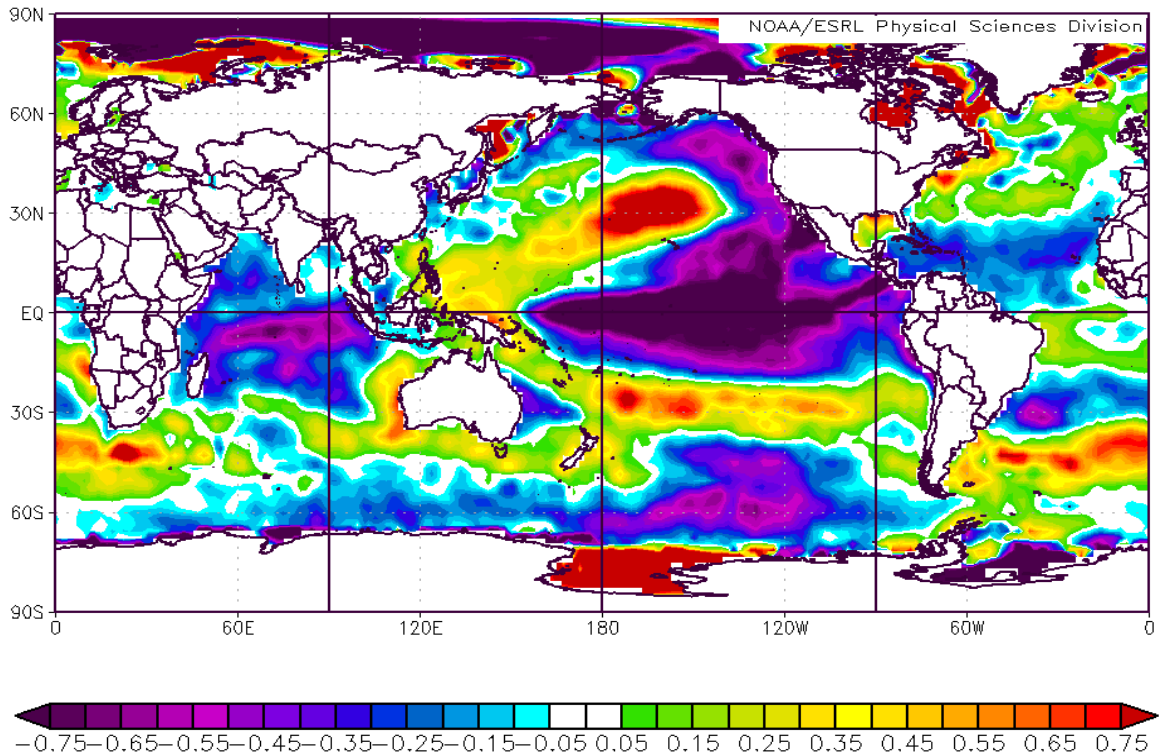 90N
NOAA/ESRL Physical Sciences Division
60N
30N
EQ
30S
60S
90S
0 60E 120E 180 120W 60W 0
−0.75−0.65−0.55−0.45−0.35−0.25−0.15−0.05 0.05 0.15 0.25 0.35 0.45 0.55 0.65 0.75